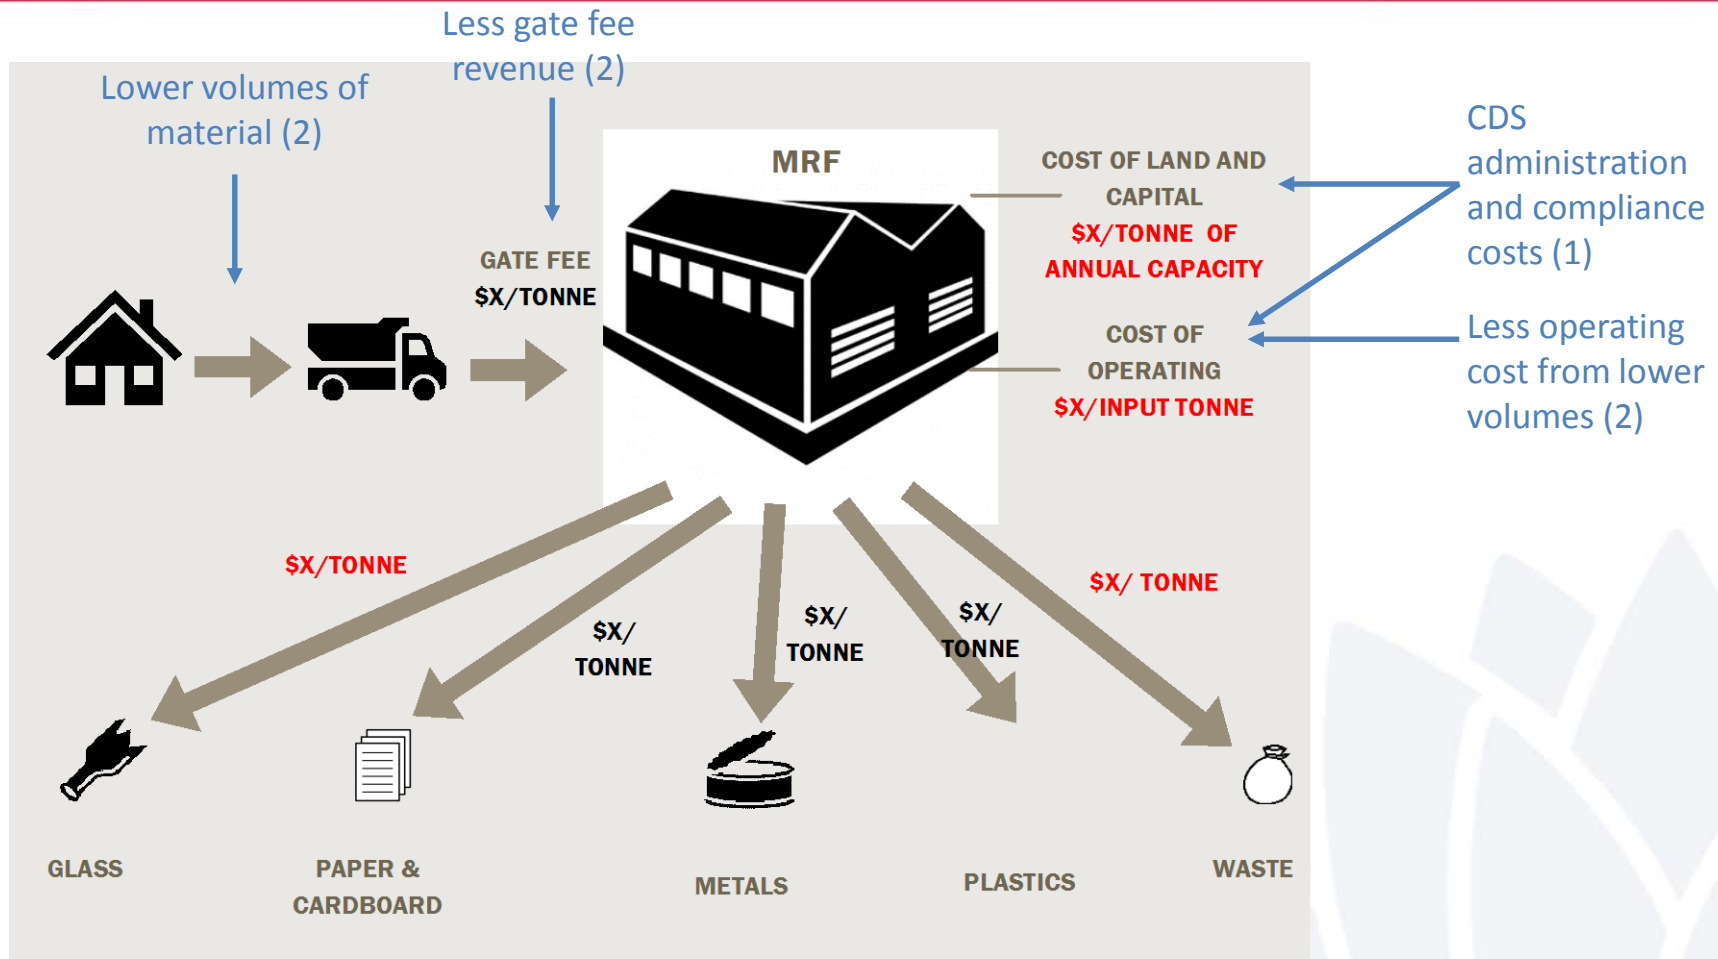 Less gate fee
revenue (2)
Lower volumes of
material (2)
CDS
administration
and compliance
costs (1)
MRF
COST OF LAND AND
CAPITAL
$X/TONNE OF
ANNUAL CAPACITY
GATE FEE
$X/TONNE
COST OF
OPERATING
$X/INPUT TONNE
Less operating
cost from lower
volumes (2)
$X/TONNE
$X/
TONNE
$X/
TONNE
$X/
TONNE
$X/ TONNE
GLASS
PAPER &
CARDBOARD
METALS
PLASTICS
WASTE